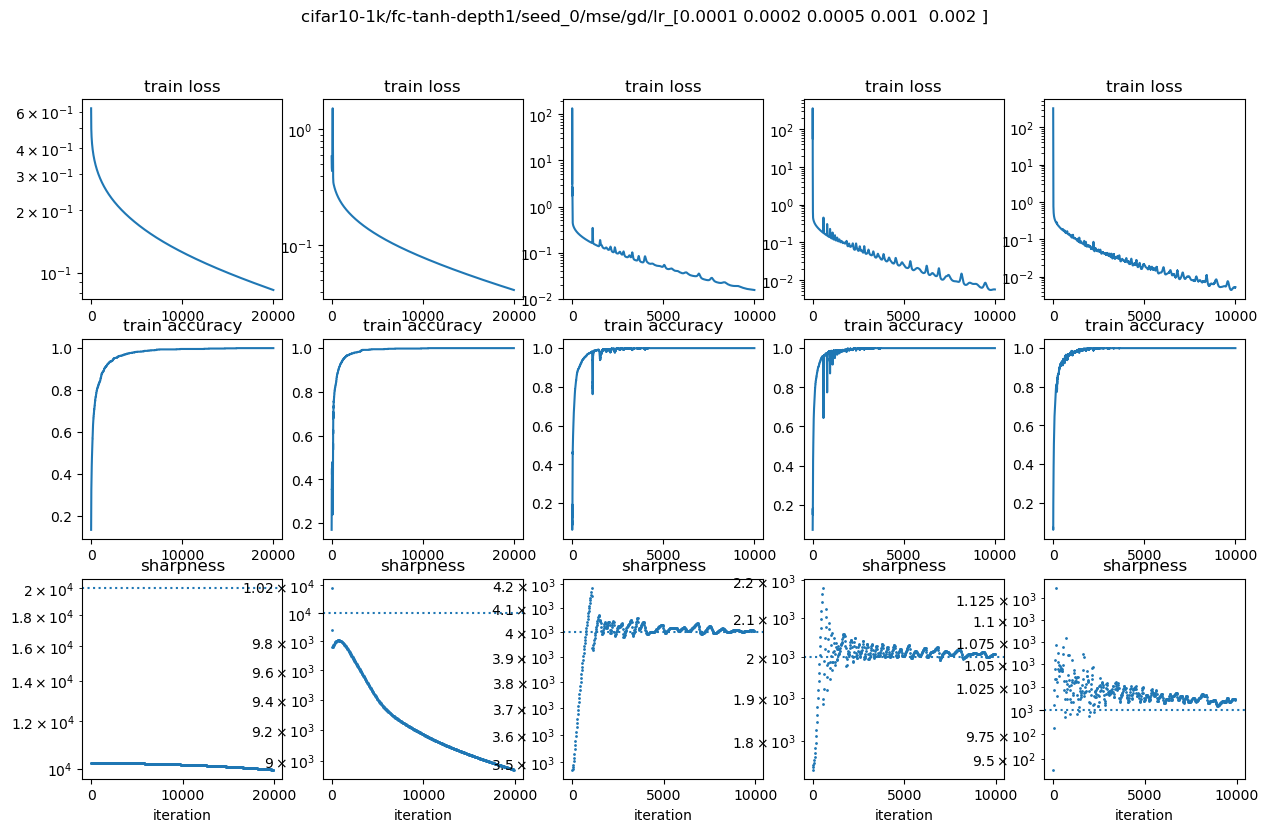 cifar10-1k/fc-tanh-depth1/seed_0/mse/gd/lr_[0.0001 0.0002 0.0005 0.001  0.002 ]
train loss train loss train loss train loss train loss
6 × 10⁻¹
4 × 10⁻¹
3 × 10⁻¹
2 × 10⁻¹
10⁻¹
0 10000 20000
10⁰
10⁻¹
0 10000 20000
10²
10¹
10⁰
10⁻¹
10⁻²
0 5000 10000
10²
10¹
10⁰
10⁻¹
10⁻²
0 5000 10000
10²
10¹
10⁰
10⁻¹
10⁻²
0 5000 10000
train accuracy train accuracy train accuracy train accuracy train accuracy
1.0
0.8
0.6
0.4
0.2
0 10000 20000
1.0
0.8
0.6
0.4
0.2
0 10000 20000
1.0
0.8
0.6
0.4
0.2
0 5000 10000
1.0
0.8
0.6
0.4
0.2
0 5000 10000
1.0
0.8
0.6
0.4
0.2
0 5000 10000
sharpness sharpness sharpness sharpness sharpness
2 × 10⁴
1.8 × 10⁴
1.6 × 10⁴
1.4 × 10⁴
1.2 × 10⁴
10⁴
0 10000 20000
iteration
1.02 × 10⁴
10⁴
9.8 × 10³
9.6 × 10³
9.4 × 10³
9.2 × 10³
9 × 10³
0 10000 20000
iteration
4.2 × 10³
4.1 × 10³
4 × 10³
3.9 × 10³
3.8 × 10³
3.7 × 10³
3.6 × 10³
3.5 × 10³
0 5000 10000
iteration
2.2 × 10³
2.1 × 10³
2 × 10³
1.9 × 10³
1.8 × 10³
0 5000 10000
iteration
1.125 × 10³
1.1 × 10³
1.075 × 10³
1.05 × 10³
1.025 × 10³
10³
9.75 × 10²
9.5 × 10²
0 5000 10000
iteration